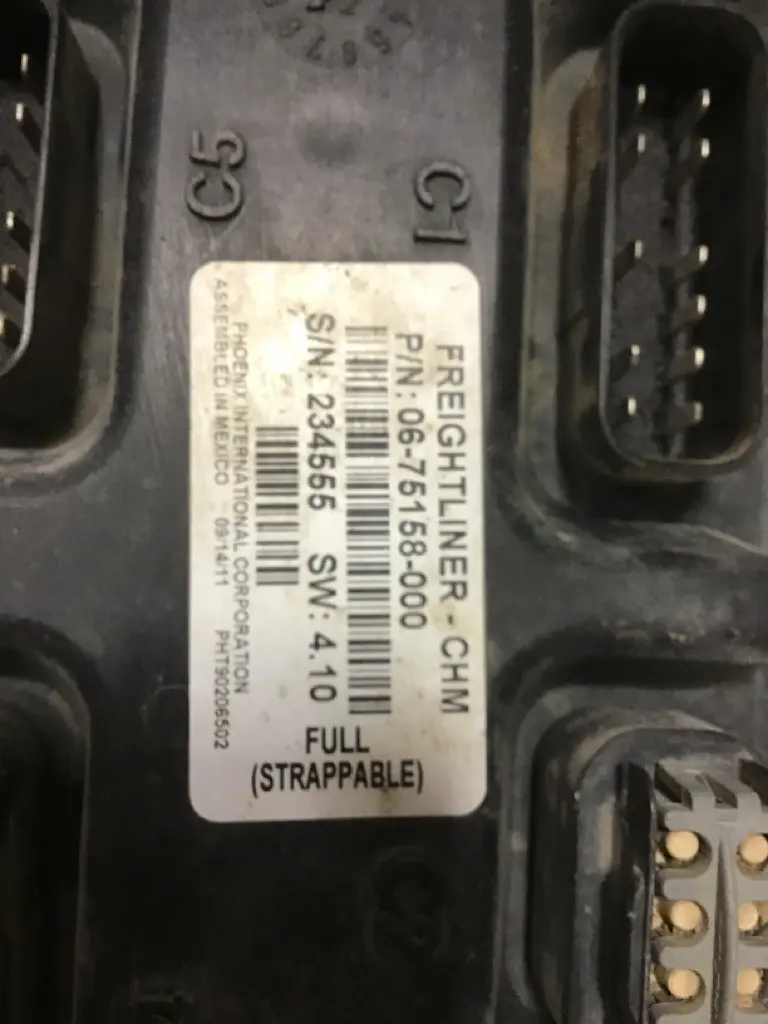 C5
C1
FREIGHTLINER - CHM
P/N: 06-75158-000
S/N: 234555 SW: 4.10
PHOENIX INTERNATIONAL CORPORATION
ASSEMBLED IN MEXICO 09/14/11 PHT90206502
FULL
(STRAPPABLE)
C2